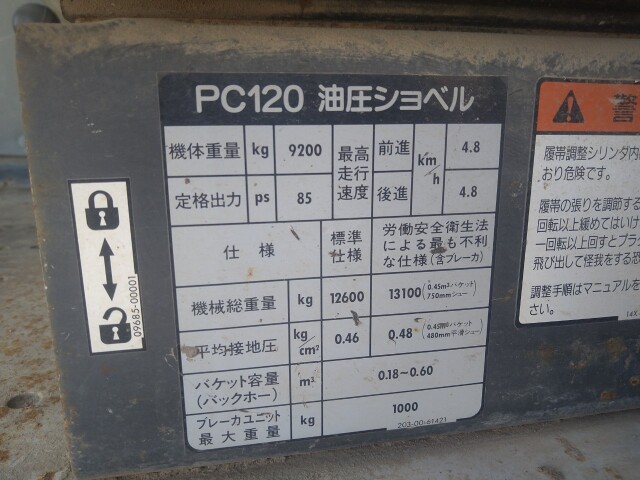 PC120 油圧ショベル
機体重量 kg 9200 最高走行速度 前進 km/h 4.8
定格出力 ps 85 後進 4.8
仕様 標準仕様 労働安全衛生法による最も不利な仕様(含ブレーカ)
機械総重量 kg 12600 13100 (0.45m³バケット 750mmシュー)
平均接地圧 kg/cm² 0.46 0.48 (バケット 480mm平滑シュー)
バケット容量(バックホー) m³ 0.18~0.60
ブレーカユニット最大重量 kg 1000
203-00-61421
09685-00001
警
履帯調整シリンダ内
おり危険です。
履帯の張りを調節する
回転以上緩めてはいけ
一回転以上回すとプラ
飛び出して怪我をする恐
調整手順はマニュアルを
さい。
14X